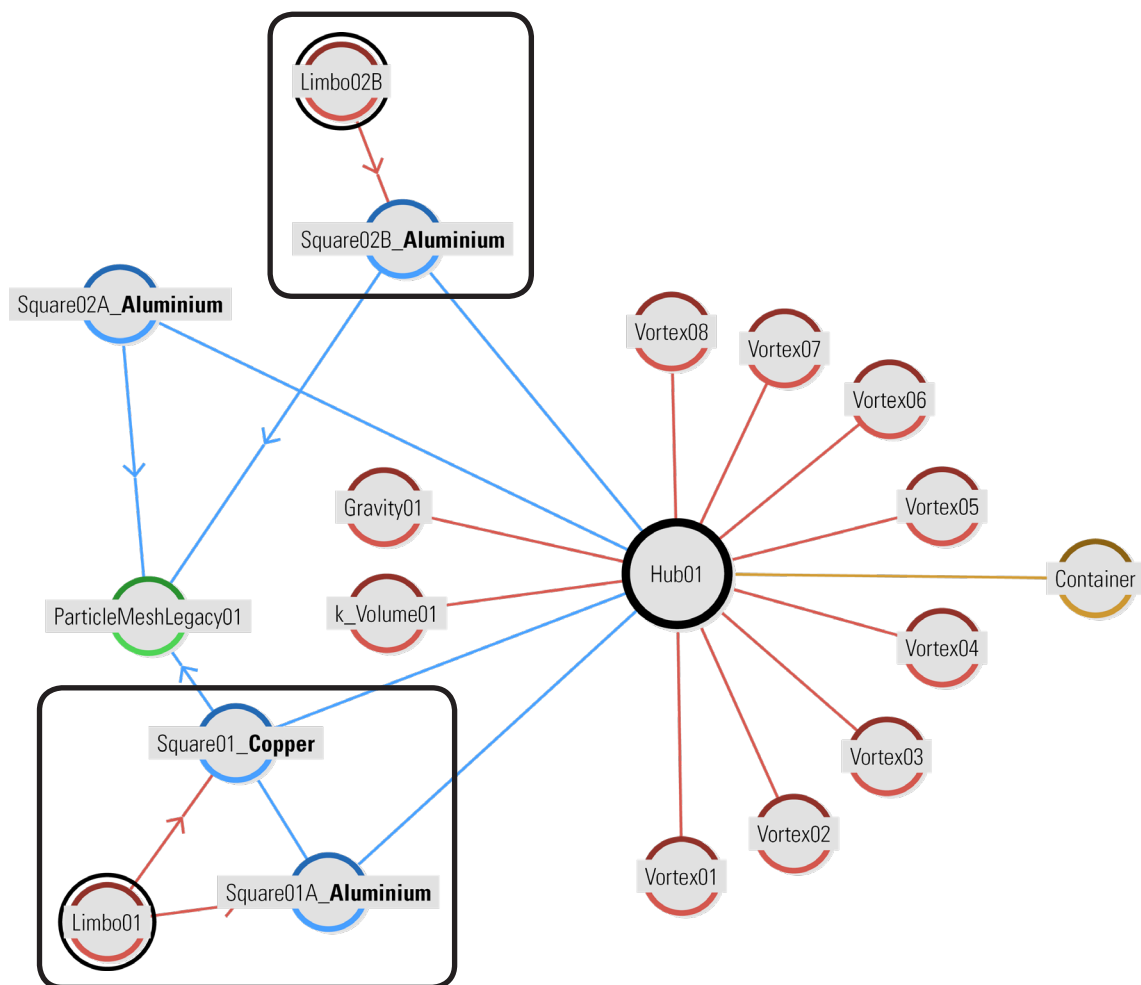 Limbo02B
Square02B_Aluminium
Square02A_Aluminium
Vortex08
Vortex07
Vortex06
Gravity01
Vortex05
Hub01
Container
k_Volume01
ParticleMeshLegacy01
Vortex04
Square01_Copper
Vortex03
Vortex02
Vortex01
Square01A_Aluminium
Limbo01